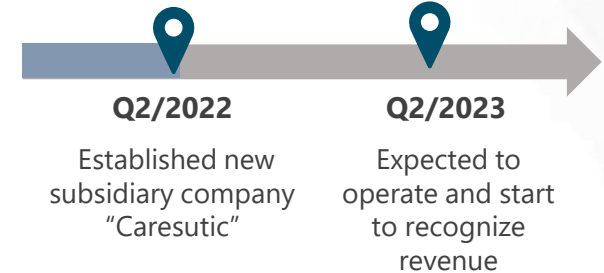 Q2/2022
Established new
subsidiary company
“Caresutic”
Q2/2023
Expected to
operate and start
to recognize
revenue